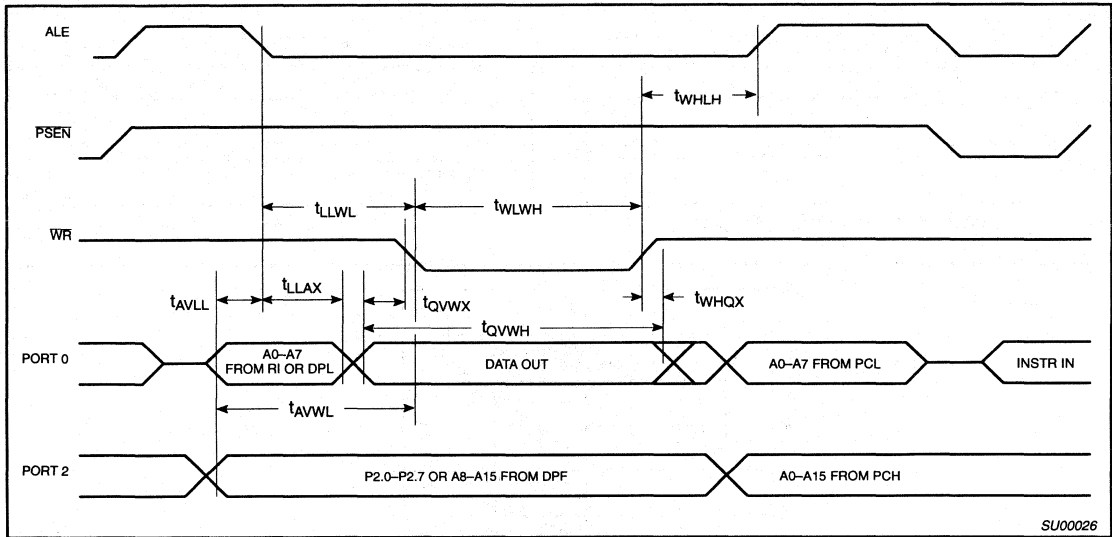 ALE
tWHLH
PSEN
tLLWL
tWLWH
WR
tAVLL
tLLAX
tQVWX
tWHQX
tQVWH
PORT 0
A0–A7
FROM RI OR DPL
DATA OUT
A0–A7 FROM PCL
INSTR IN
tAVWL
PORT 2
P2.0–P2.7 OR A8–A15 FROM DPF
A0–A15 FROM PCH
SU00026